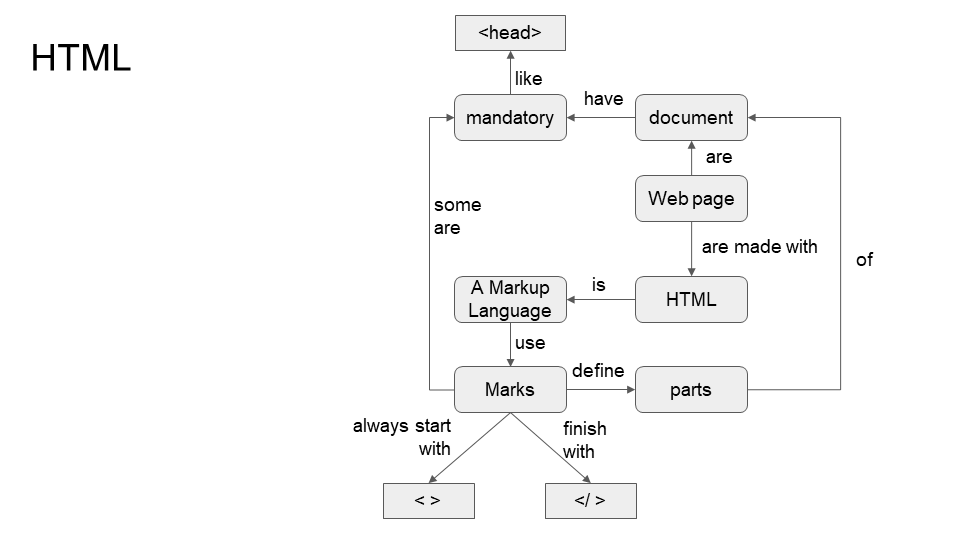 HTML
<head>
like
mandatory
have
document
are
Web page
some
are
are made with
of
A Markup
Language
is
HTML
use
define
Marks
parts
always start
with
finish
with
< >
</ >